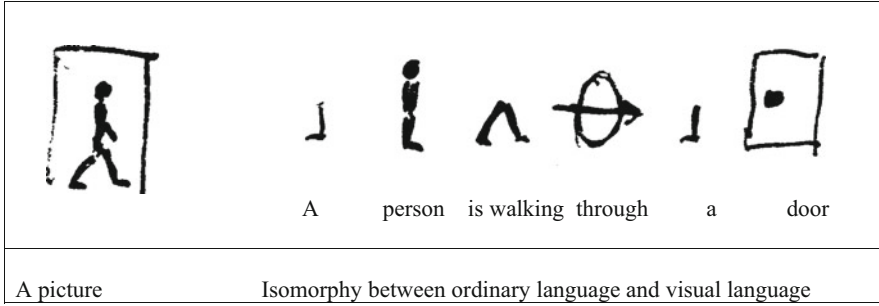 A person is walking through a door
A picture
Isomorphy between ordinary language and visual language